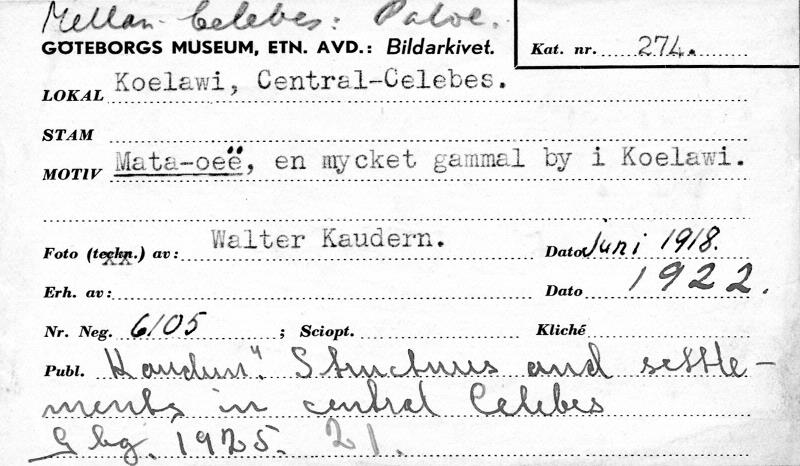 Mellan-Celebes: Paloe.
GÖTEBORGS MUSEUM, ETN. AVD.: Bildarkivet.
Kat. nr. 274.
LOKAL Koelawi, Central-Celebes.
STAM
MOTIV Mata-oeë, en mycket gammal by i Koelawi.
Foto (techn.) av: Walter Kaudern. Dato Juni 1918.
Erh. av: Dato 1922.
Nr. Neg. 6105 ; Sciopt. Kliché
Publ. Kaudern". Structures and settle-
ments in central Celebes
Gbg. 1925. 21.